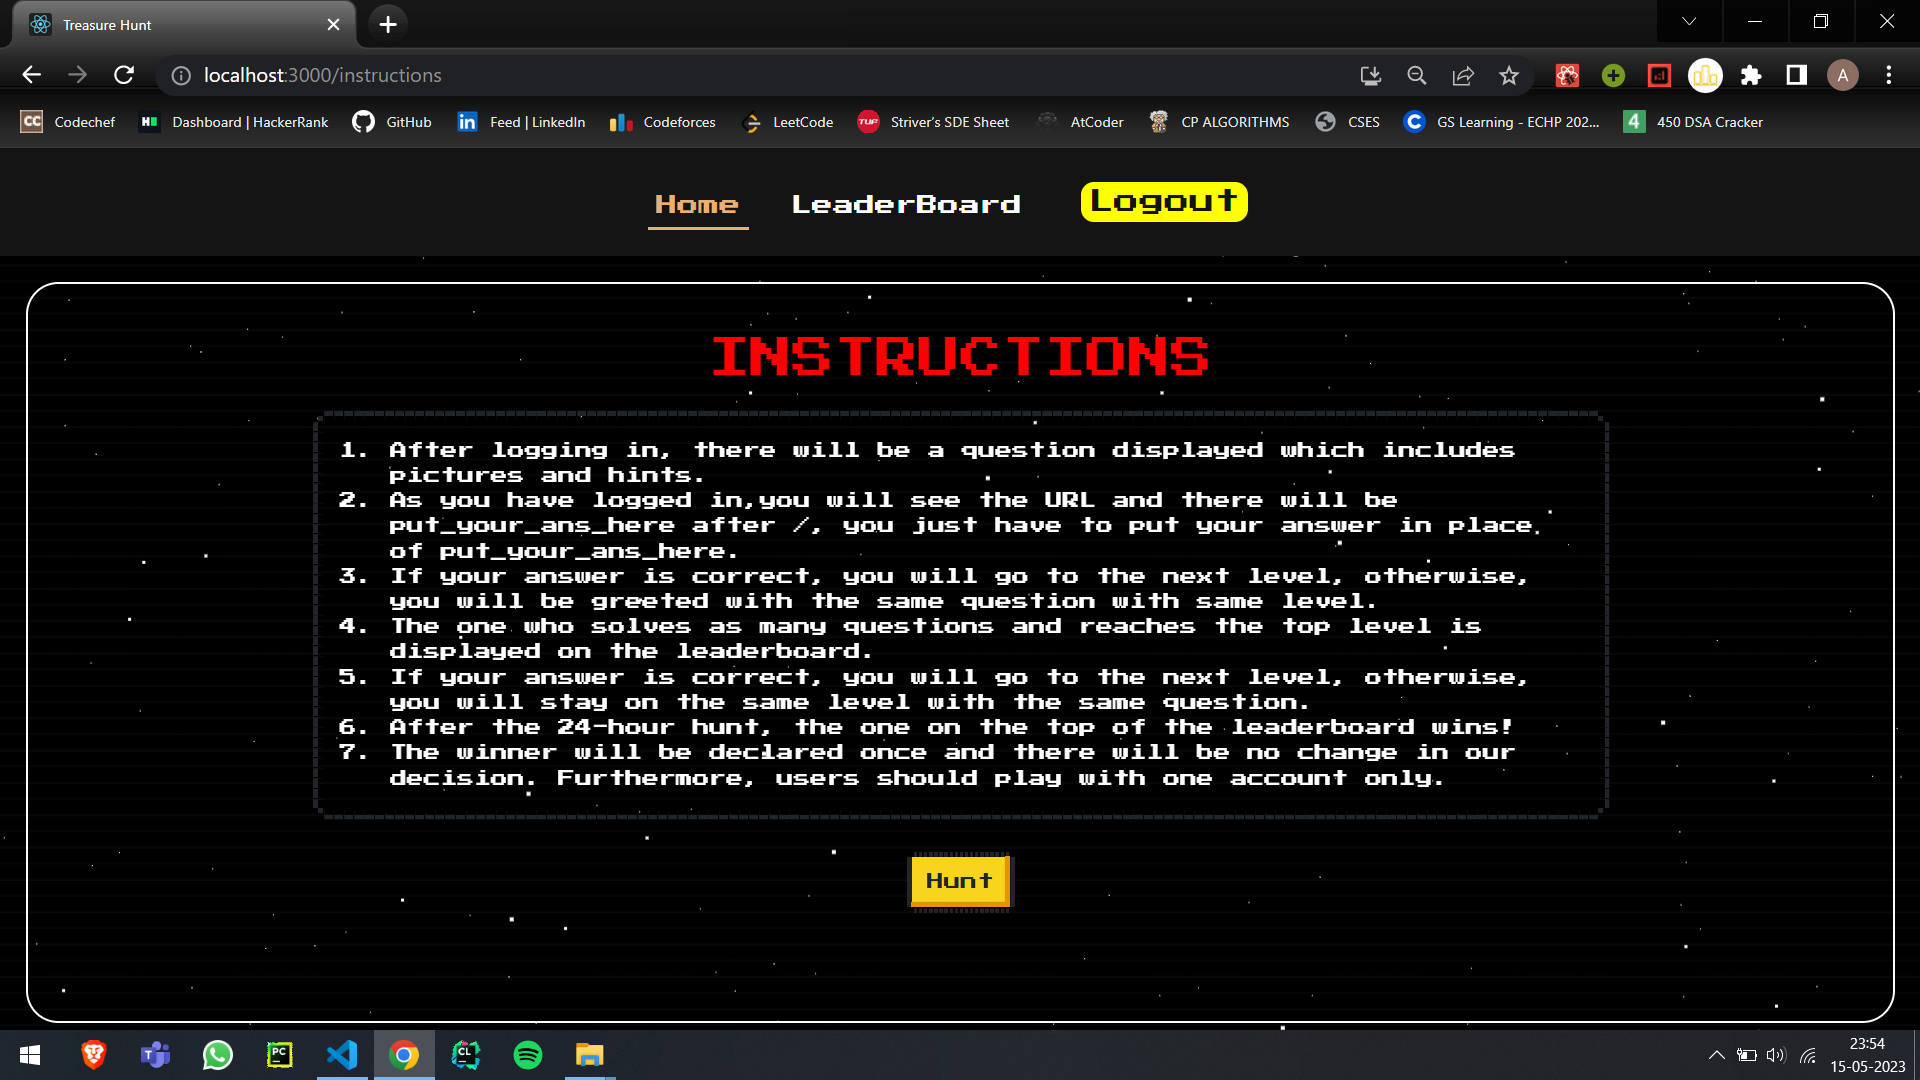 Treasure Hunt
localhost:3000/instructions
A
CC Codechef
H Dashboard | HackerRank
GitHub
in Feed | LinkedIn
Codeforces
LeetCode
TUF Striver's SDE Sheet
AtCoder
CP ALGORITHMS
CSES
C GS Learning - ECHP 202...
4 450 DSA Cracker
Home LeaderBoard Logout
INSTRUCTIONS
1. After logging in, there will be a question displayed which includes
pictures and hints.
2. As you have logged in,you will see the URL and there will be
put_your_ans_here after /, you just have to put your answer in place
of put_your_ans_here.
3. If your answer is correct, you will go to the next level, otherwise,
you will be greeted with the same question with same level.
4. The one who solves as many questions and reaches the top level is
displayed on the leaderboard.
5. If your answer is correct, you will go to the next level, otherwise,
you will stay on the same level with the same question.
6. After the 24-hour hunt, the one on the top of the leaderboard wins!
7. The winner will be declared once and there will be no change in our
decision. Furthermore, users should play with one account only.
Hunt
T PC CL
23:54
15-05-2023